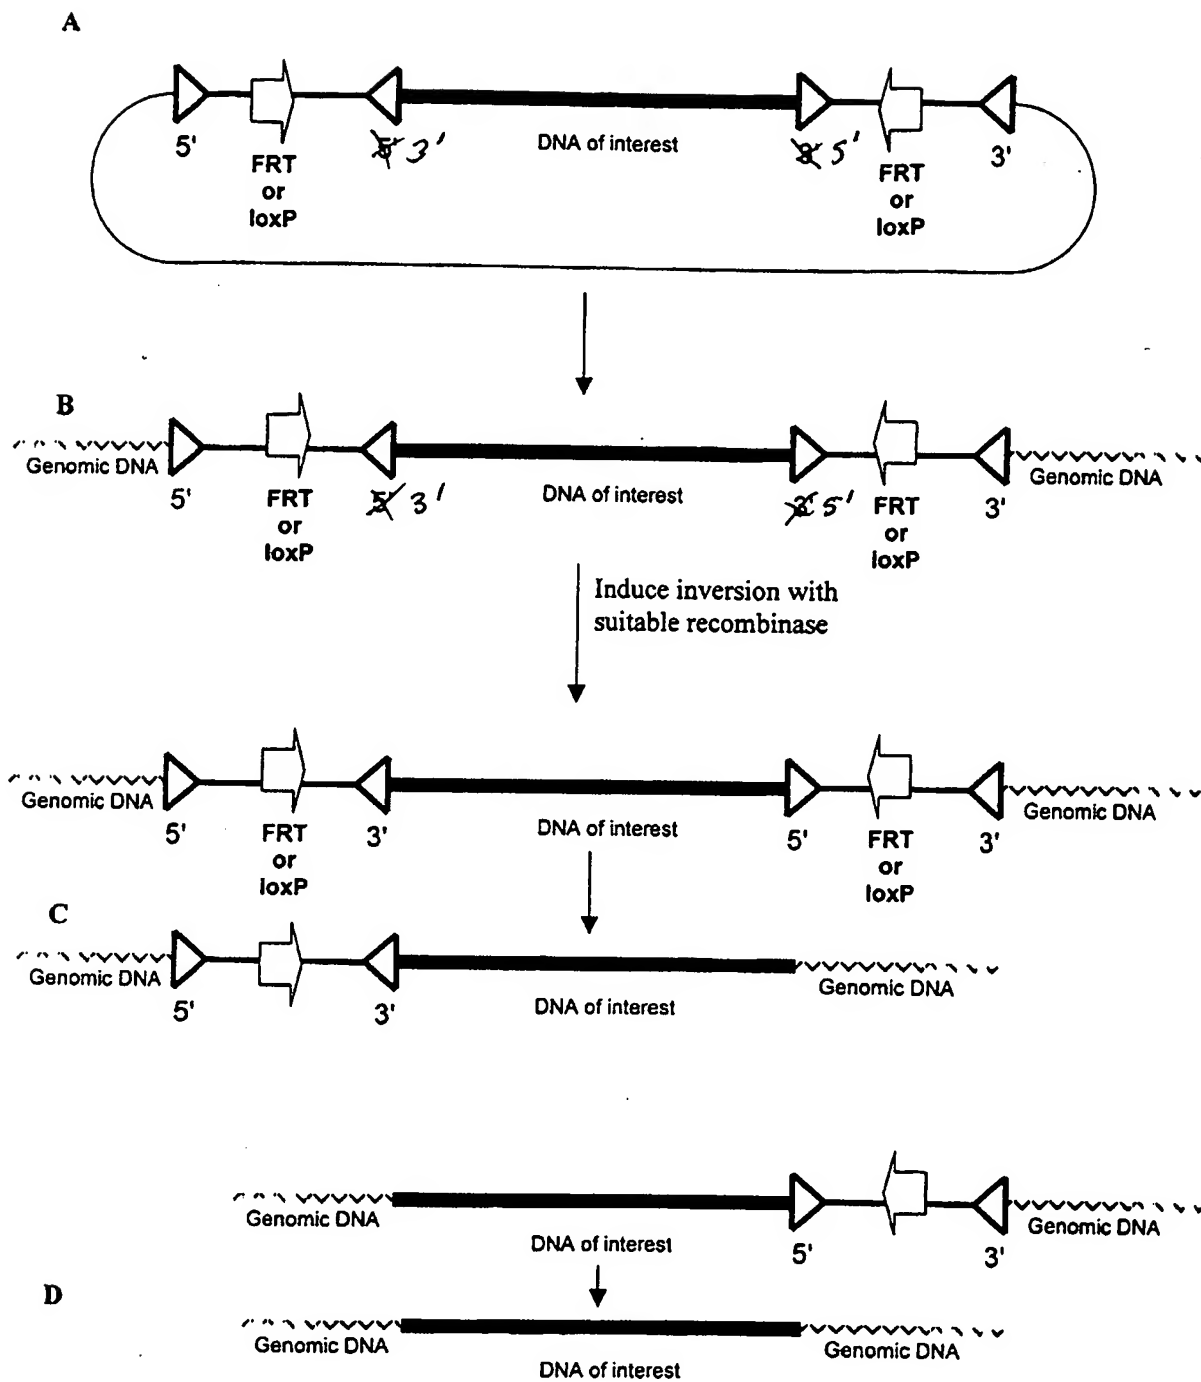 A
5'
FRT
or
loxP
5' 3'
DNA of interest
3' 5'
FRT
or
loxP
3'
B
Genomic DNA
5'
FRT
or
loxP
5' 3'
DNA of interest
3' 5'
FRT
or
loxP
3'
Genomic DNA
Induce inversion with
suitable recombinase
Genomic DNA
5'
FRT
or
loxP
3'
DNA of interest
5'
FRT
or
loxP
3'
Genomic DNA
C
Genomic DNA
5'
3'
DNA of interest
Genomic DNA
Genomic DNA
DNA of interest
5'
3'
Genomic DNA
D
Genomic DNA
DNA of interest
Genomic DNA